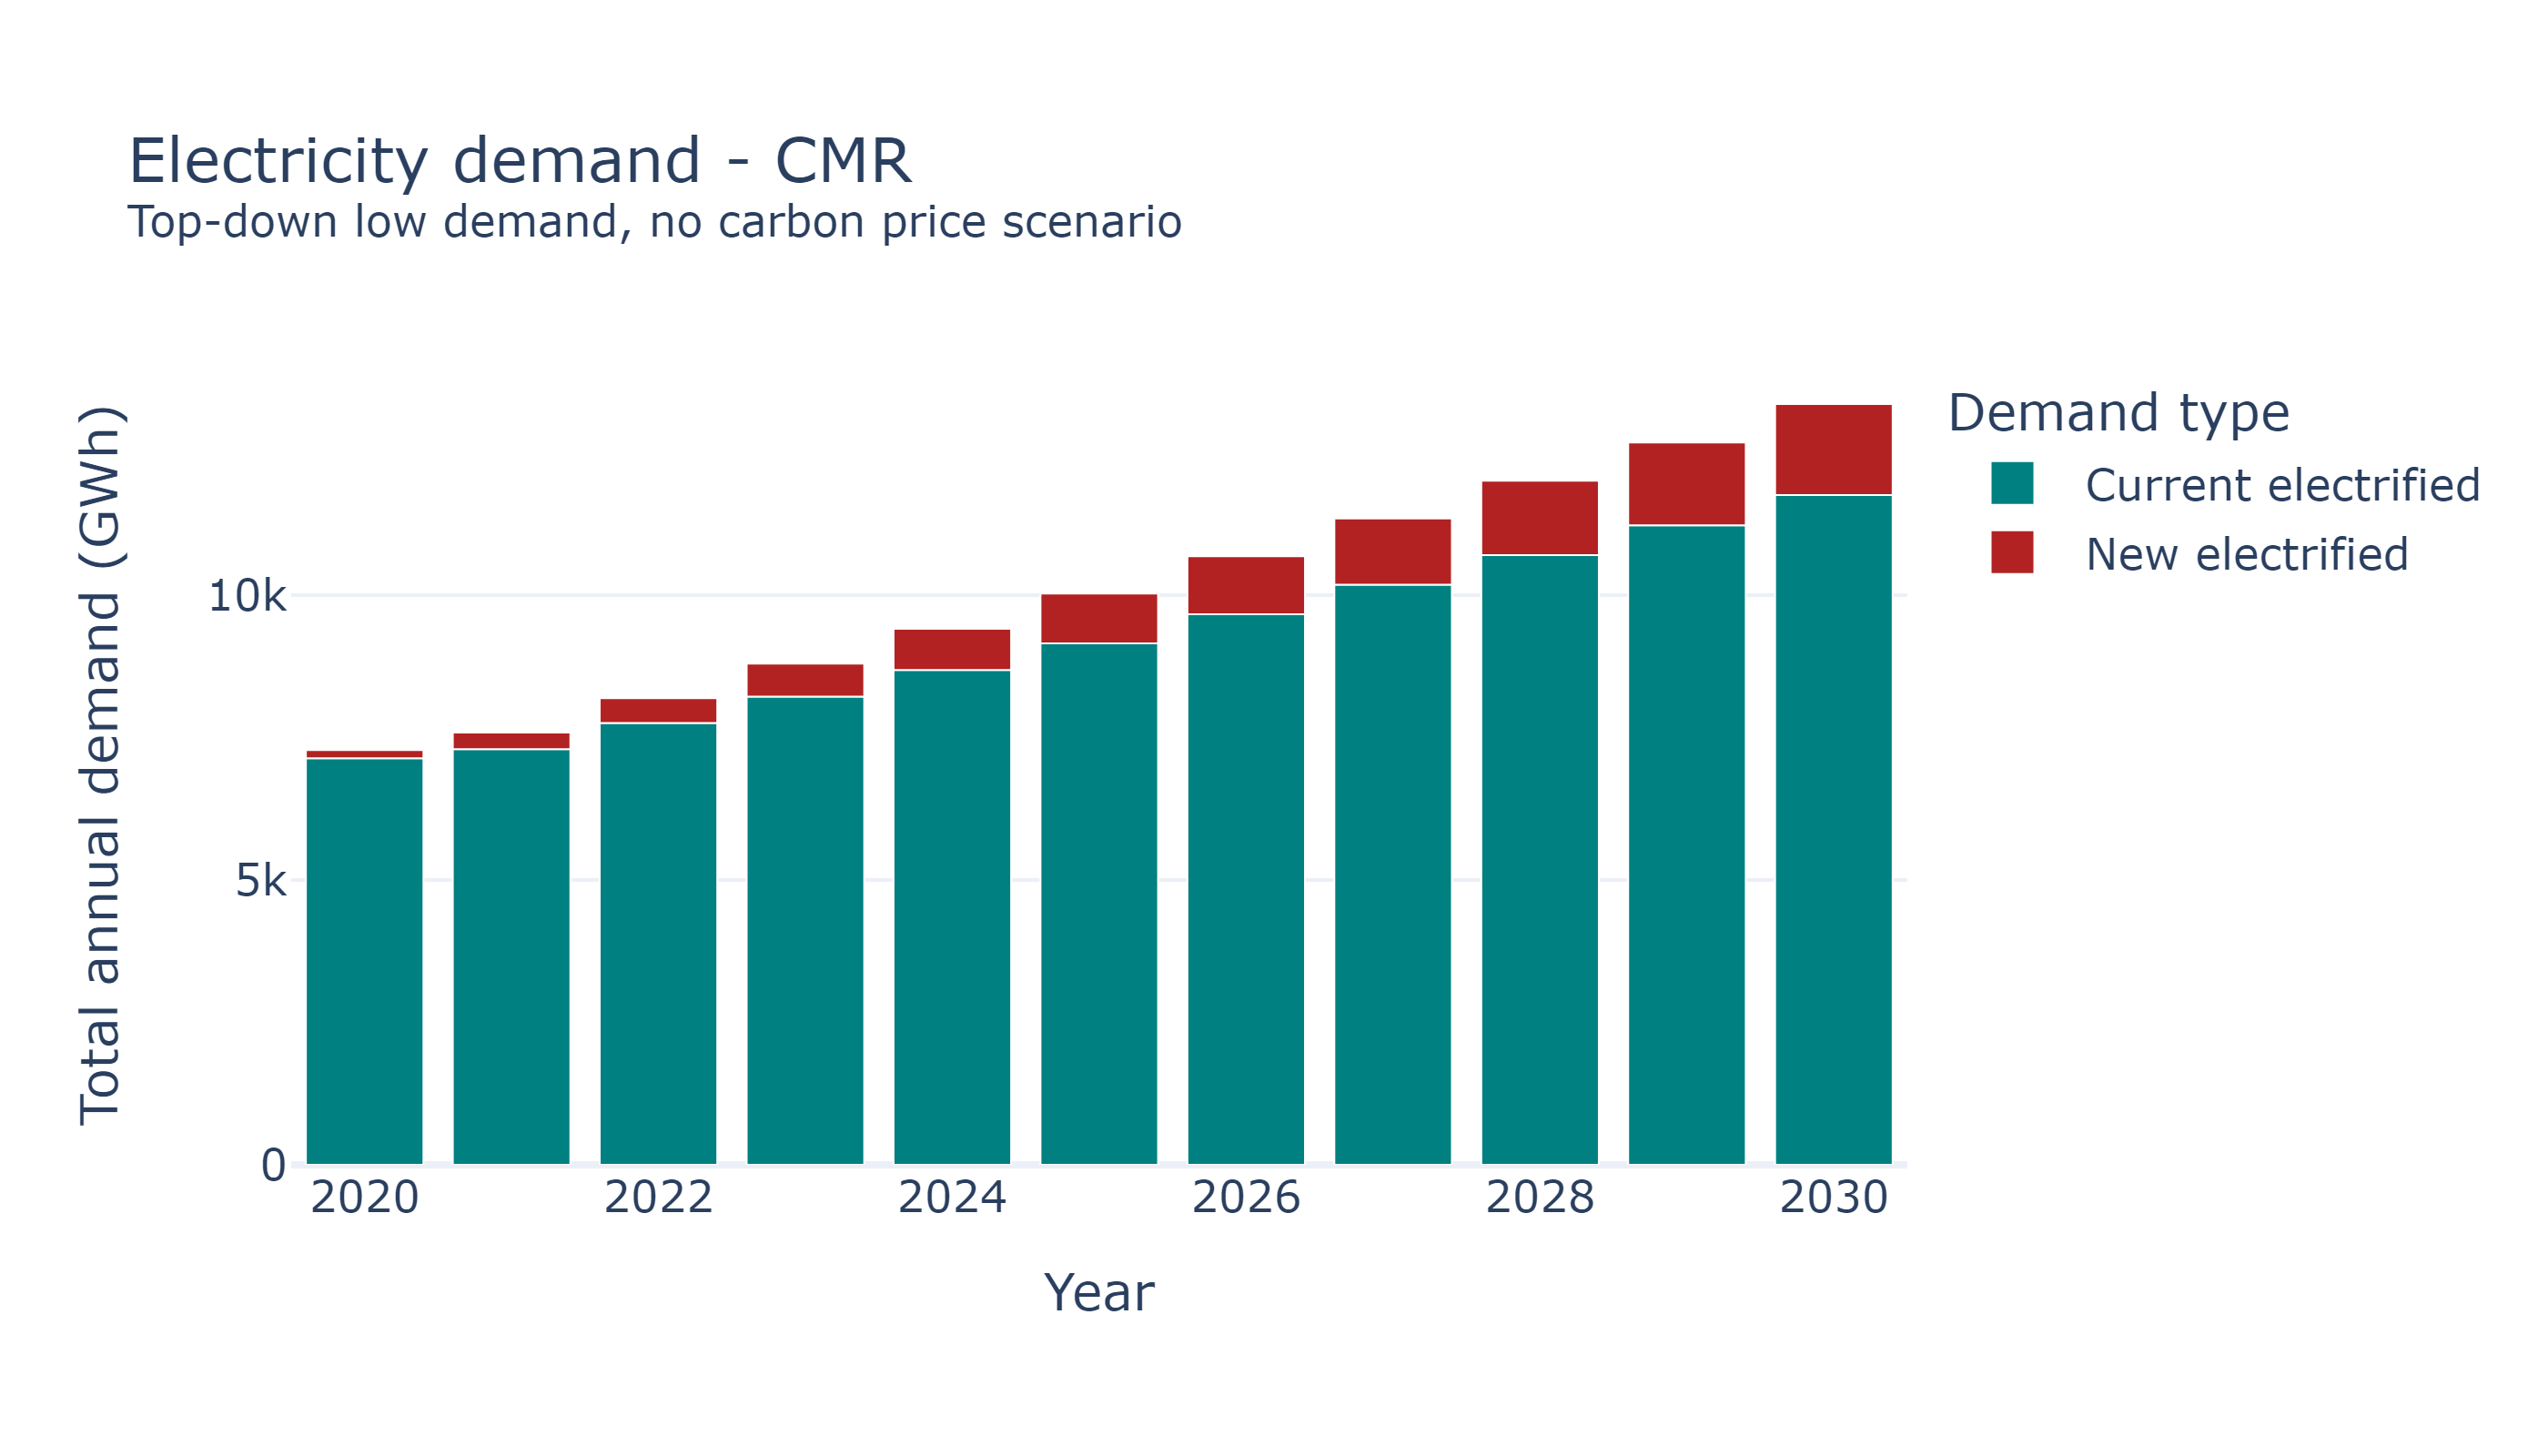 Electricity demand - CMR
Top-down low demand, no carbon price scenario
Total annual demand (GWh)
10k
5k
0
2020
2022
2024
2026
2028
2030
Year
Demand type
Current electrified
New electrified